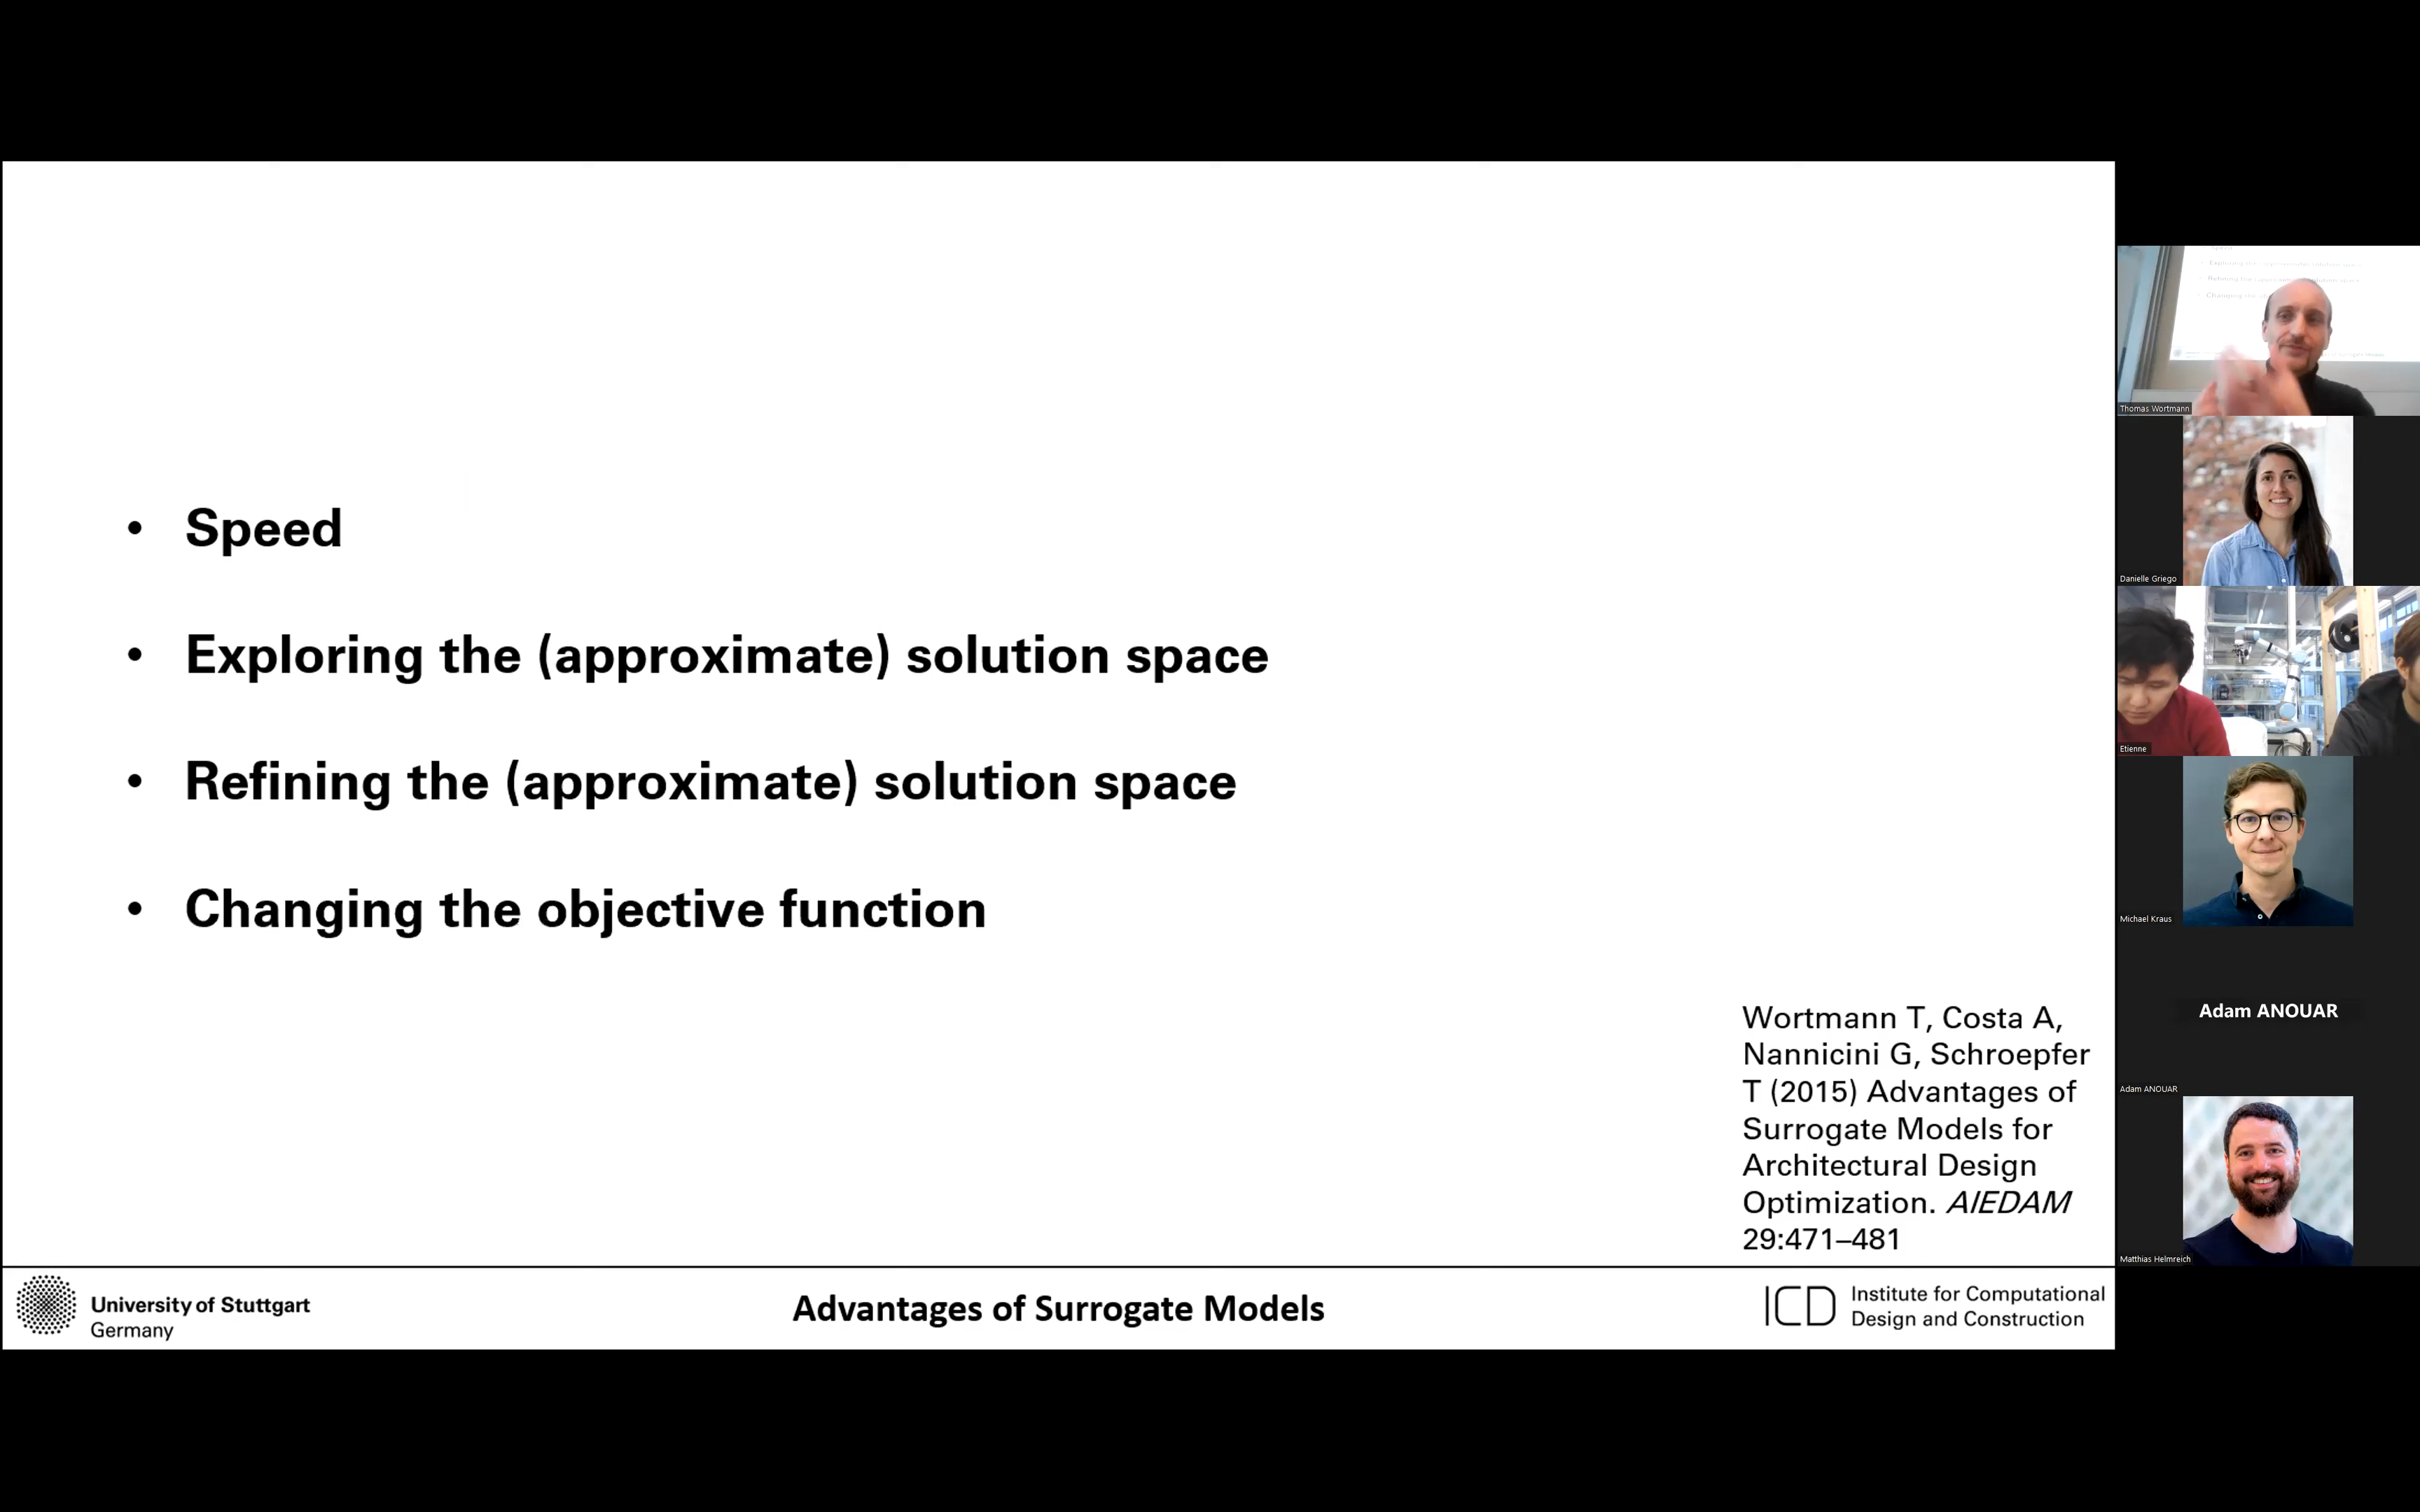 • Speed
• Exploring the (approximate) solution space
• Refining the (approximate) solution space
• Changing the objective function
Wortmann T, Costa A,
Nannicini G, Schroepfer
T (2015) Advantages of
Surrogate Models for
Architectural Design
Optimization. AIEDAM
29:471–481
University of Stuttgart
Germany
Advantages of Surrogate Models
ICD
Institute for Computational
Design and Construction
Thomas Wortmann
Danielle Griego
Etienne
Michael Kraus
Adam ANOUAR
Adam ANOUAR
Matthias Helmreich